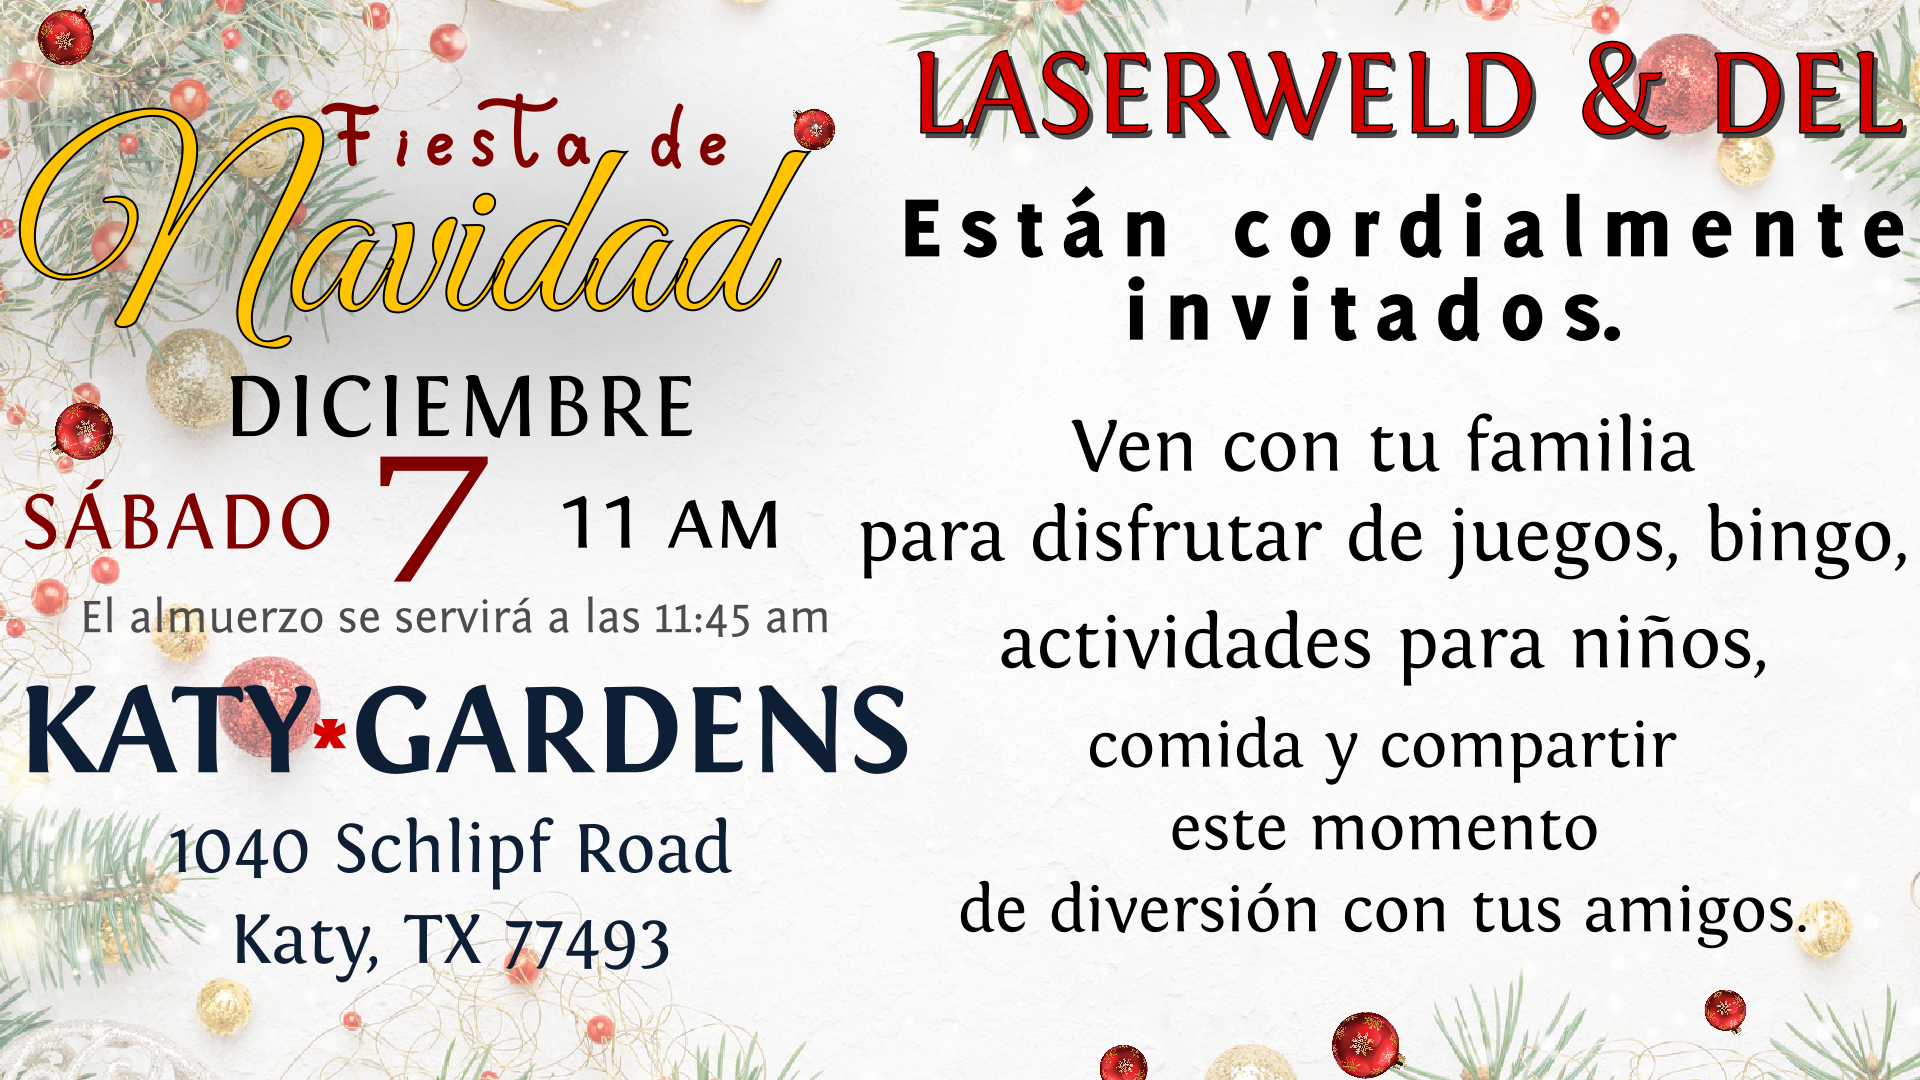 Fiesta de
Navidad
DICIEMBRE
SÁBADO 7 11 AM
El almuerzo se servirá a las 11:45 am
KATY*GARDENS
1040 Schlipf Road
Katy, TX 77493
LASERWELD & DEL
Están cordialmente
invitados.
Ven con tu familia
para disfrutar de juegos, bingo,
actividades para niños,
comida y compartir
este momento
de diversión con tus amigos.